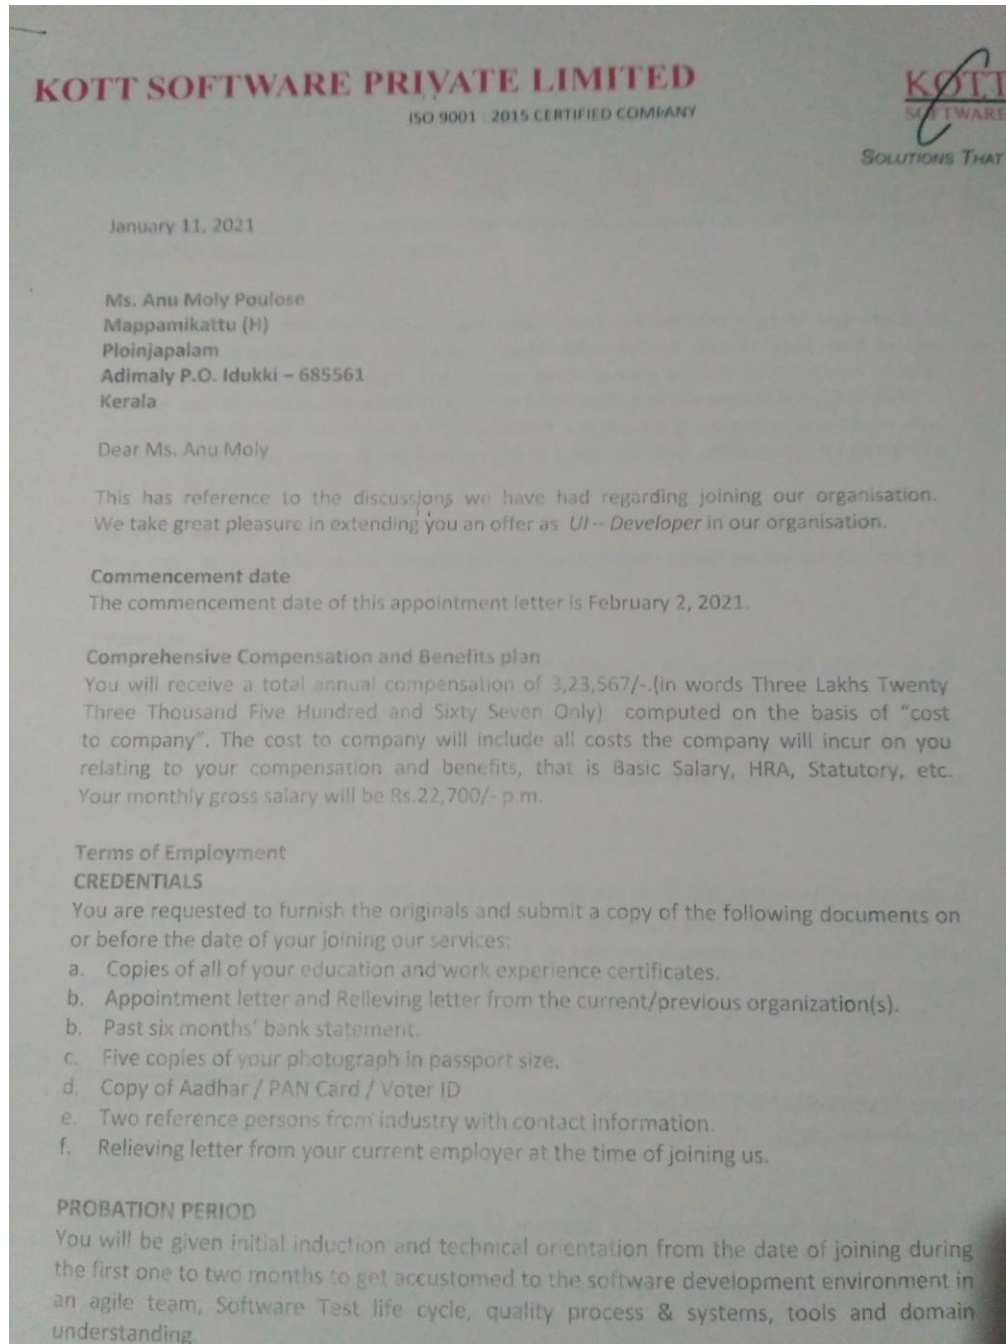 KOTT SOFTWARE PRIVATE LIMITED
ISO 9001 : 2015 CERTIFIED COMPANY
KOTT
SOFTWARE
SOLUTIONS THAT
January 11, 2021
Ms. Anu Moly Poulose
Mappamikattu (H)
Ploinjapalam
Adimaly P.O. Idukki – 685561
Kerala
Dear Ms. Anu Moly
This has reference to the discussions we have had regarding joining our organisation.
We take great pleasure in extending you an offer as UI – Developer in our organisation.
Commencement date
The commencement date of this appointment letter is February 2, 2021.
Comprehensive Compensation and Benefits plan
You will receive a total annual compensation of 3,23,567/-.(in words Three Lakhs Twenty
Three Thousand Five Hundred and Sixty Seven Only) computed on the basis of “cost
to company”. The cost to company will include all costs the company will incur on you
relating to your compensation and benefits, that is Basic Salary, HRA, Statutory, etc.
Your monthly gross salary will be Rs.22,700/- p.m.
Terms of Employment
CREDENTIALS
You are requested to furnish the originals and submit a copy of the following documents on
or before the date of your joining our services:
a. Copies of all of your education and work experience certificates.
b. Appointment letter and Relieving letter from the current/previous organization(s).
b. Past six months’ bank statement.
c. Five copies of your photograph in passport size.
d. Copy of Aadhar / PAN Card / Voter ID
e. Two reference persons from industry with contact information.
f. Relieving letter from your current employer at the time of joining us.
PROBATION PERIOD
You will be given initial induction and technical orientation from the date of joining during
the first one to two months to get accustomed to the software development environment in
an agile team, Software Test life cycle, quality process & systems, tools and domain
understanding.